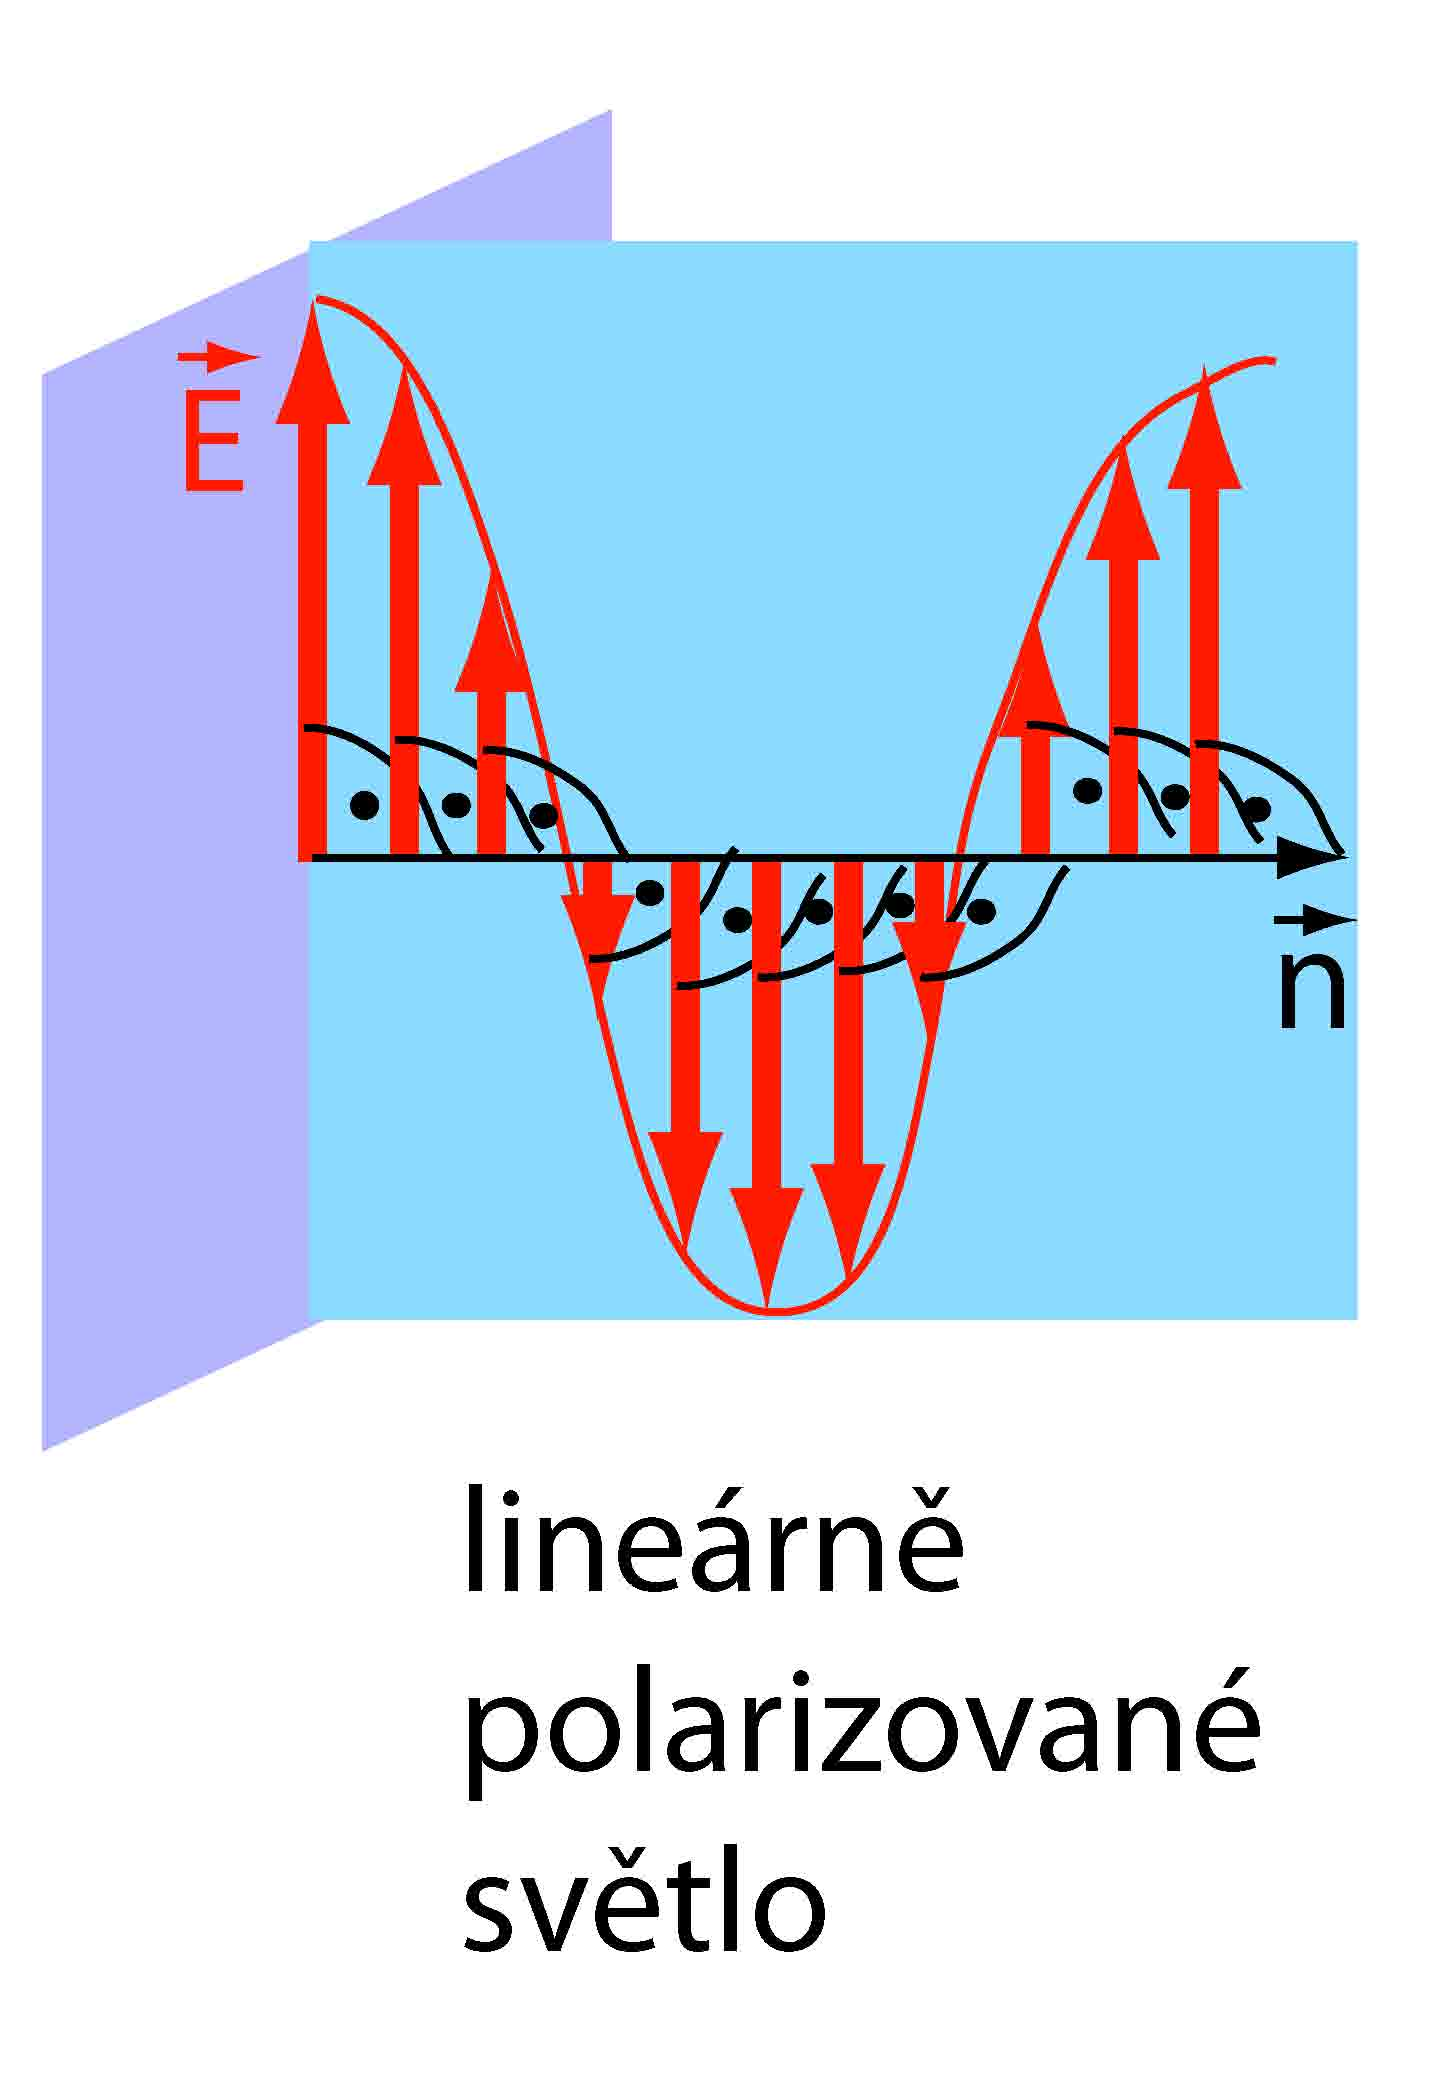 E
n
lineárně
polarizované
světlo